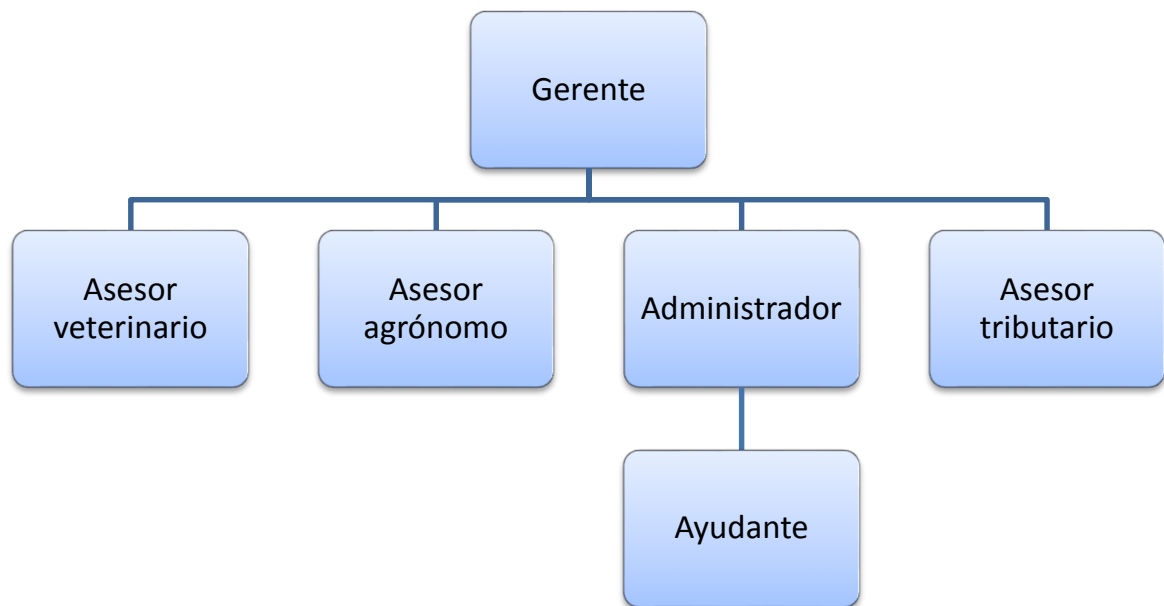 Gerente
Asesor
veterinario
Asesor
agrónomo
Administrador
Asesor
tributario
Ayudante